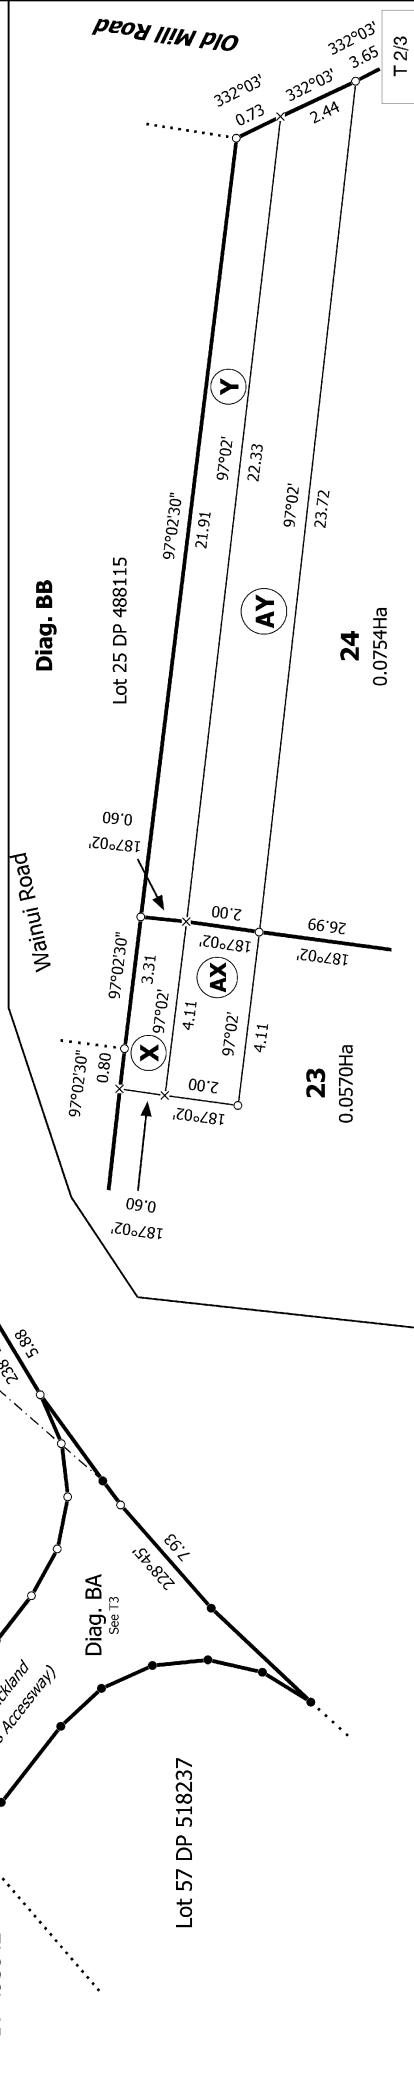 Old Mill Road
332°03'
0.73
332°03'
2.44
332°03'
3.65
T 2/3
Y
97°02'
22.33
97°02'30"
21.91
97°02'
23.72
Diag. BB
Lot 25 DP 488115
AY
24
0.0754Ha
Wainui Road
0.60
187°02'
2.00
187°02'
26.99
187°02'
97°02'30"
3.31
AX
97°02'
4.11
97°02'
4.11
X
97°02'30"
0.80
2.00
187°02'
23
0.0570Ha
0.60
187°02'
238
5.88
228°45'
7.93
Diag. BA
See T3
ckland
Accessway)
Lot 57 DP 518237